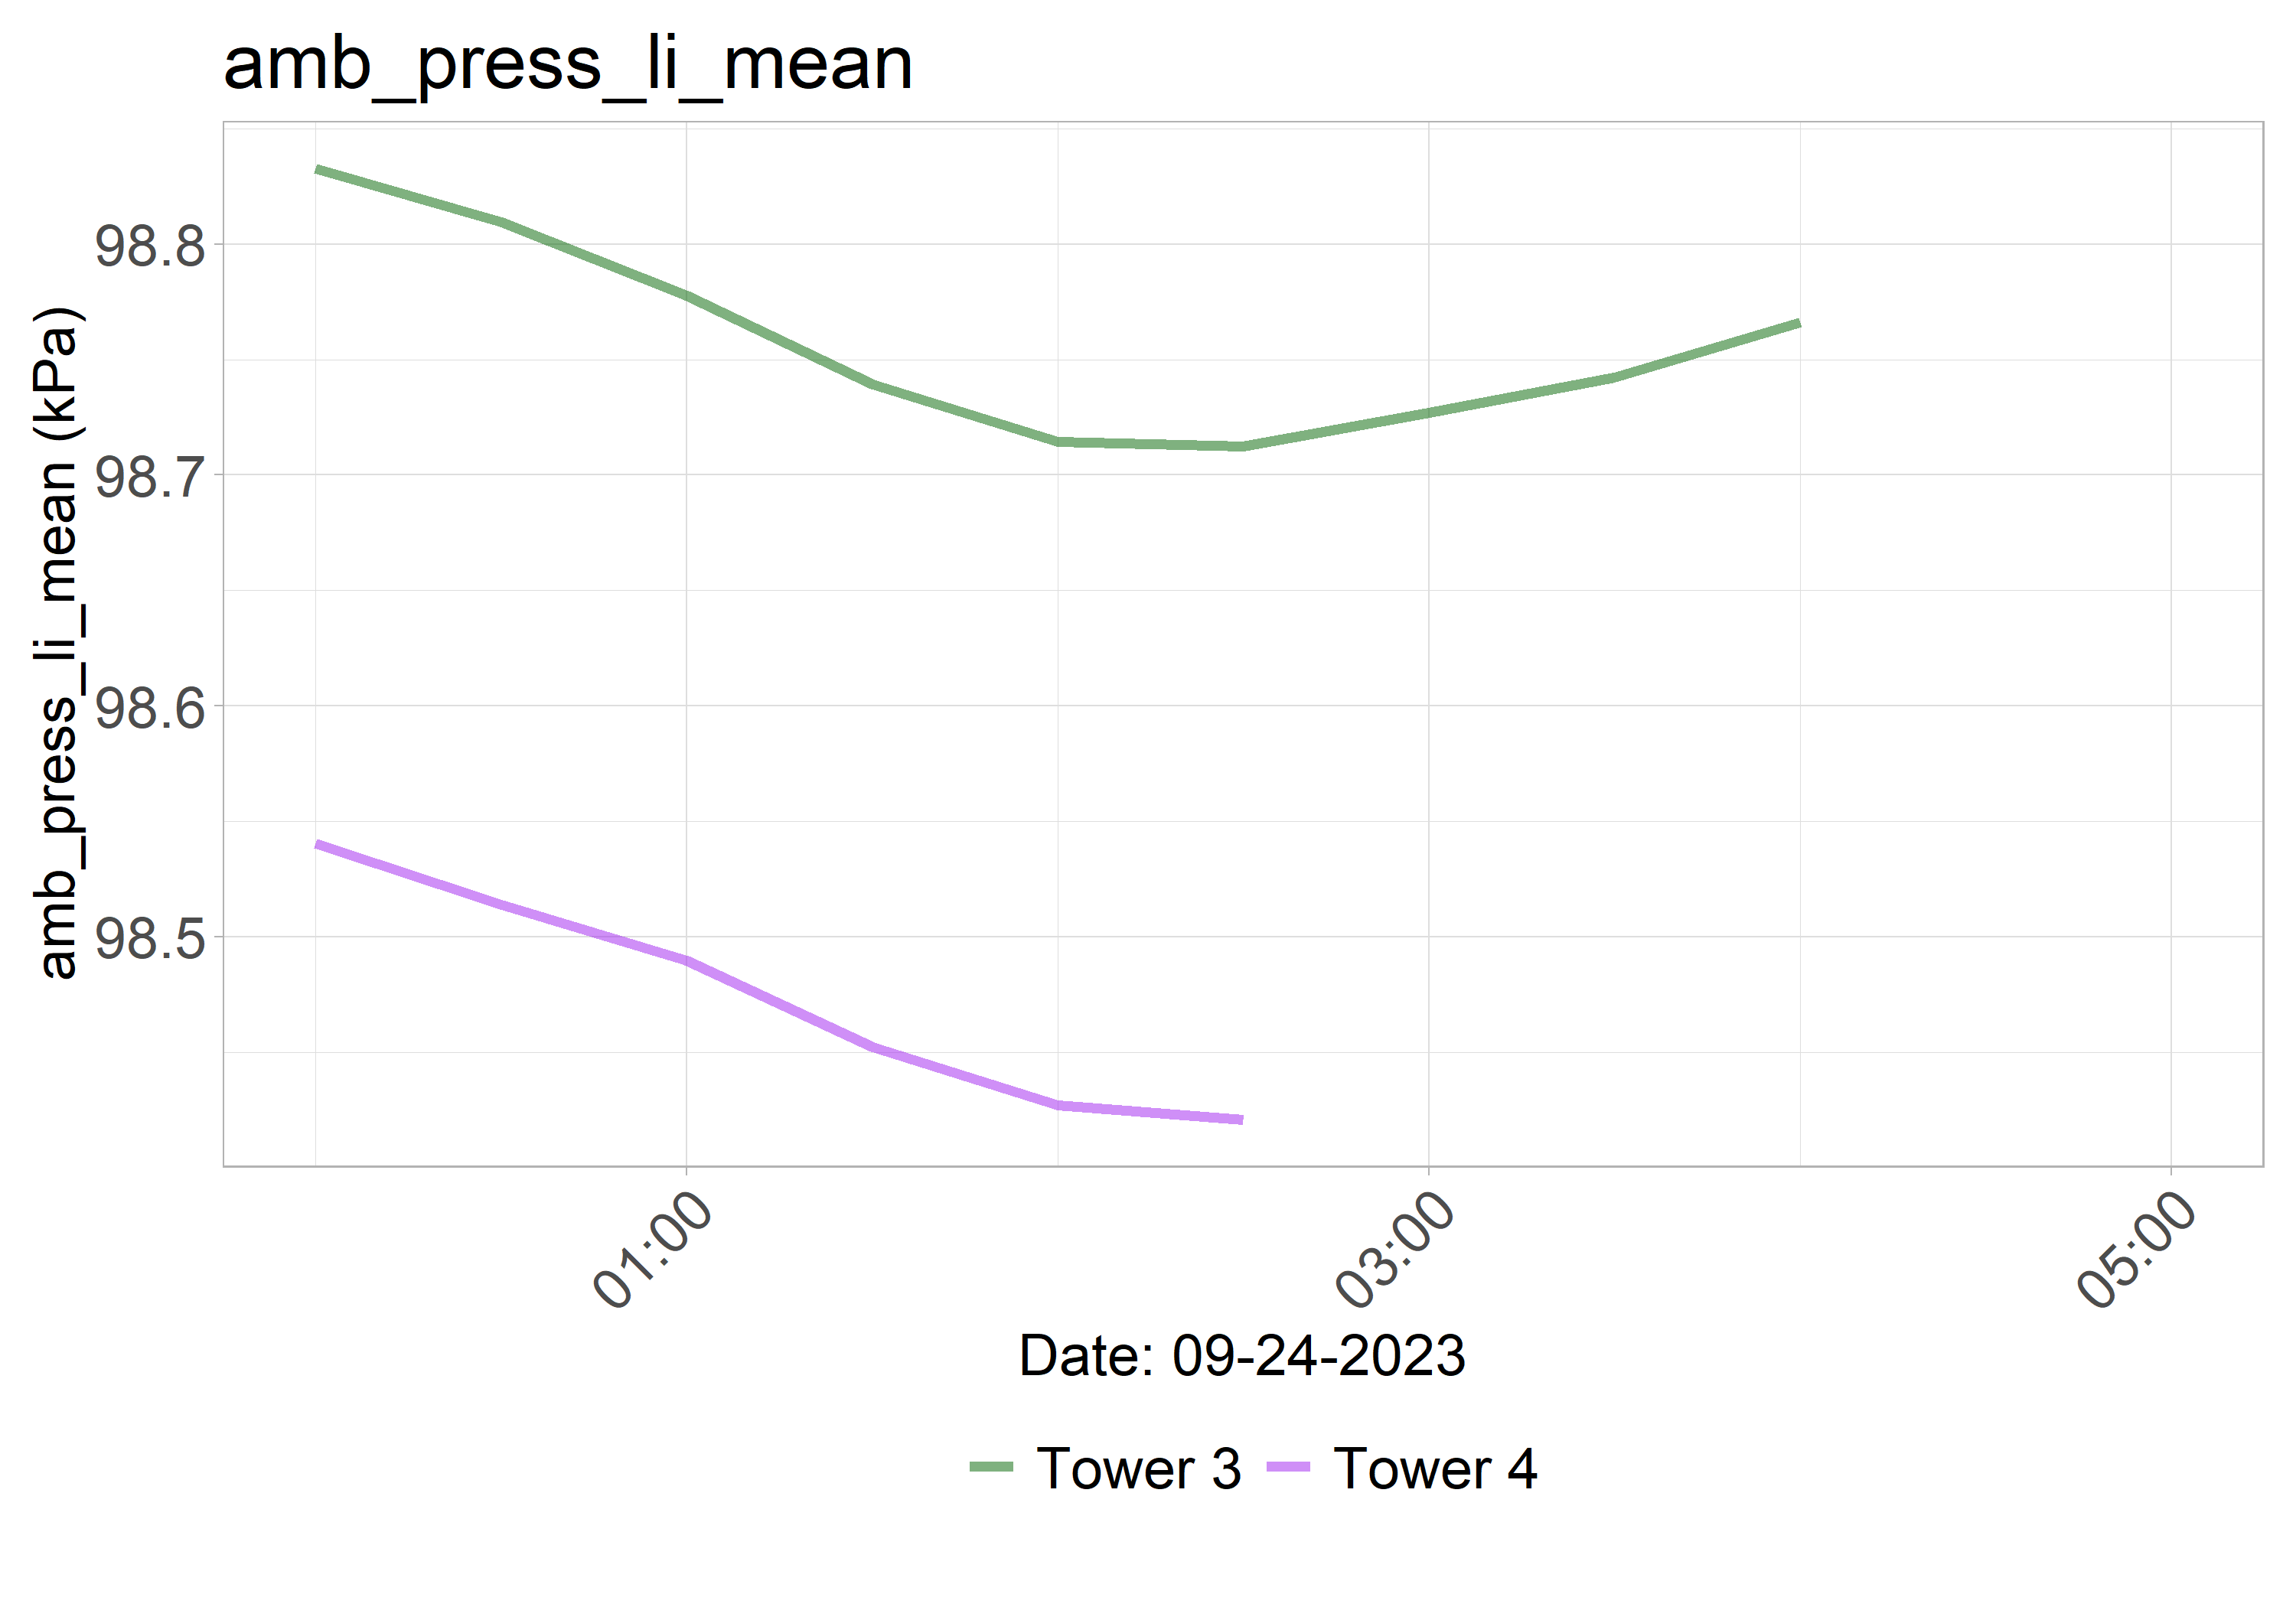 amb_press_li_mean
amb_press_li_mean (kPa)
98.8
98.7
98.6
98.5
01:00
03:00
05:00
Date: 09-24-2023
Tower 3
Tower 4